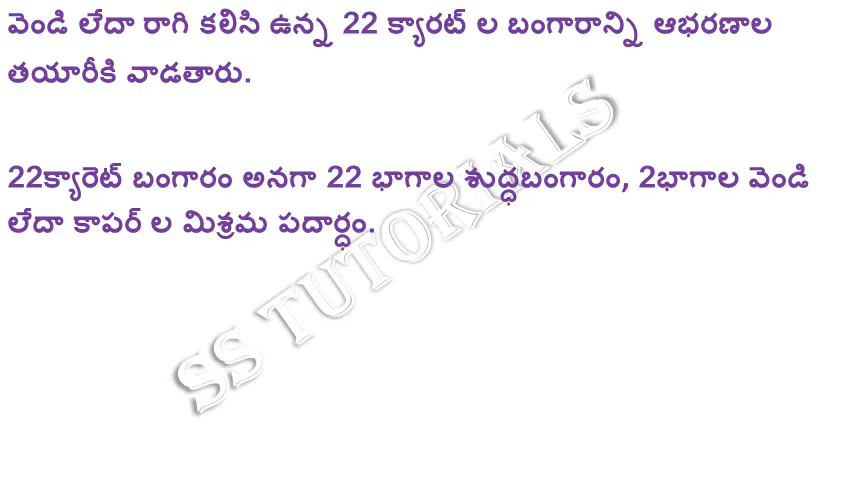 వెండి లేదా రాగి కలిసి ఉన్న 22 క్యారట్ ల బంగారాన్ని ఆభరణాల
తయారీకి వాడతారు.
22క్యారెట్ బంగారం అనగా 22 భాగాల శుద్ధబంగారం, 2భాగాల వెండి
లేదా కాపర్ ల మిశ్రమ పదార్ధం.
SS TUTORIALS